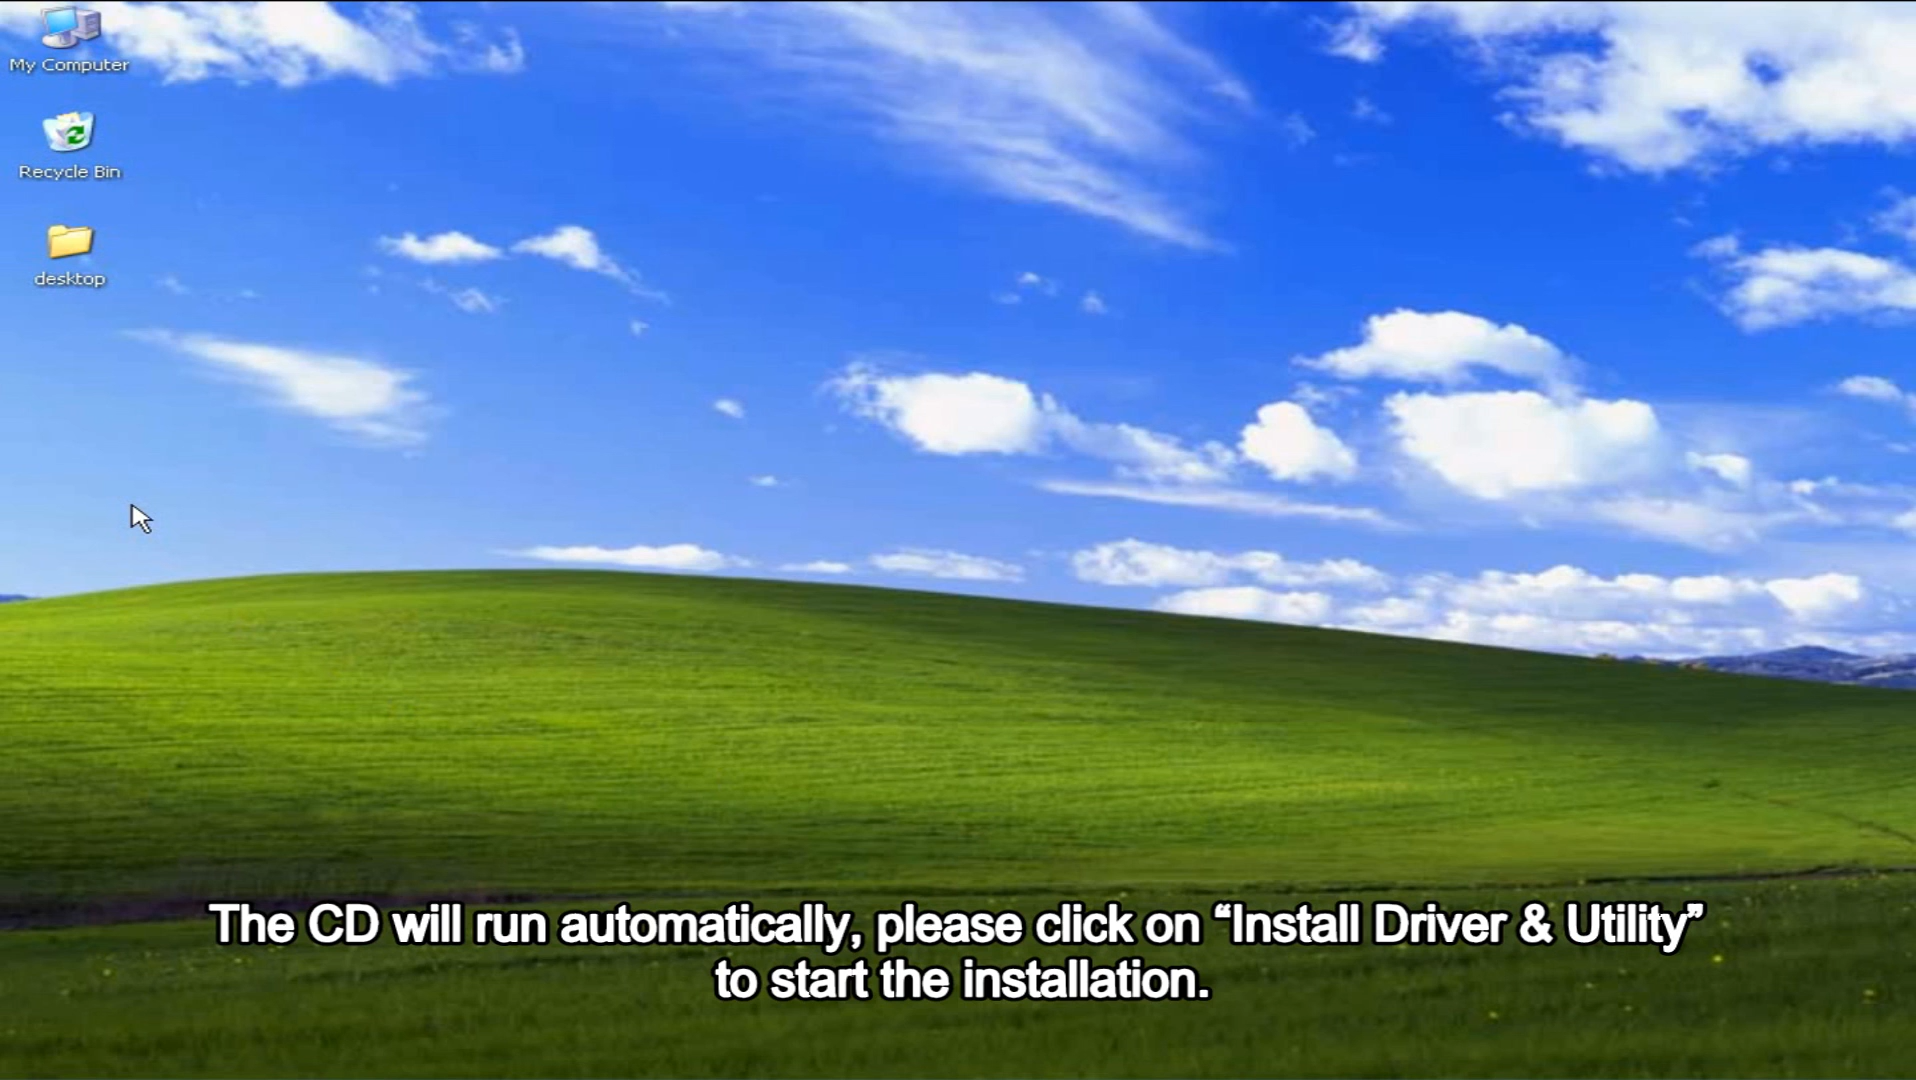 My Computer
Recycle Bin
desktop
The CD will run automatically, please click on “Install Driver & Utility”
to start the installation.